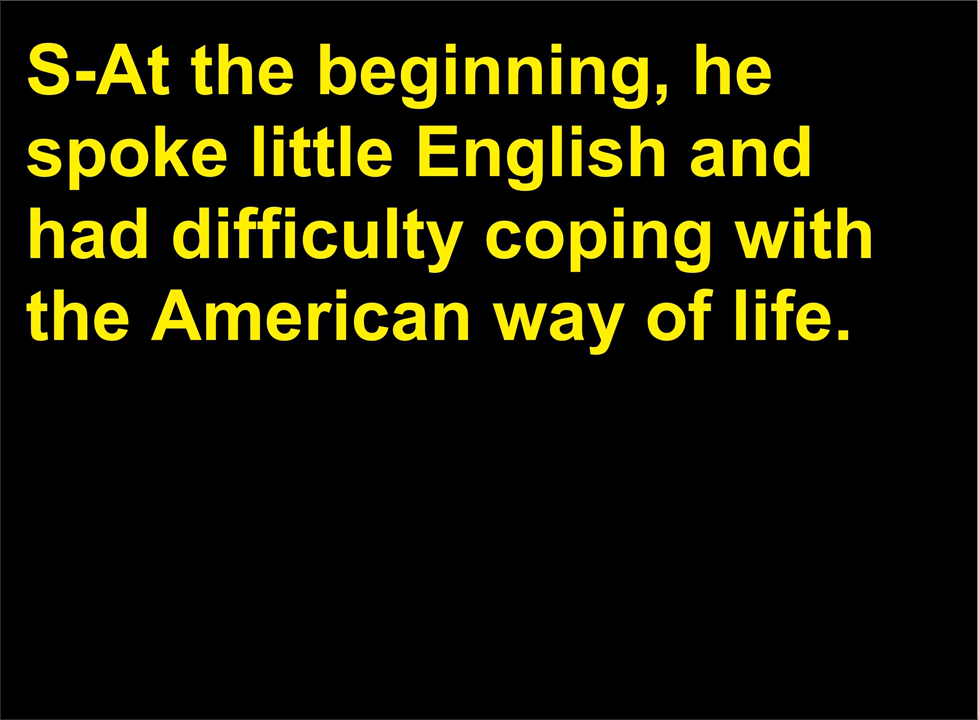 S-At the beginning, he
spoke little English and
had difficulty coping with
the American way of life.